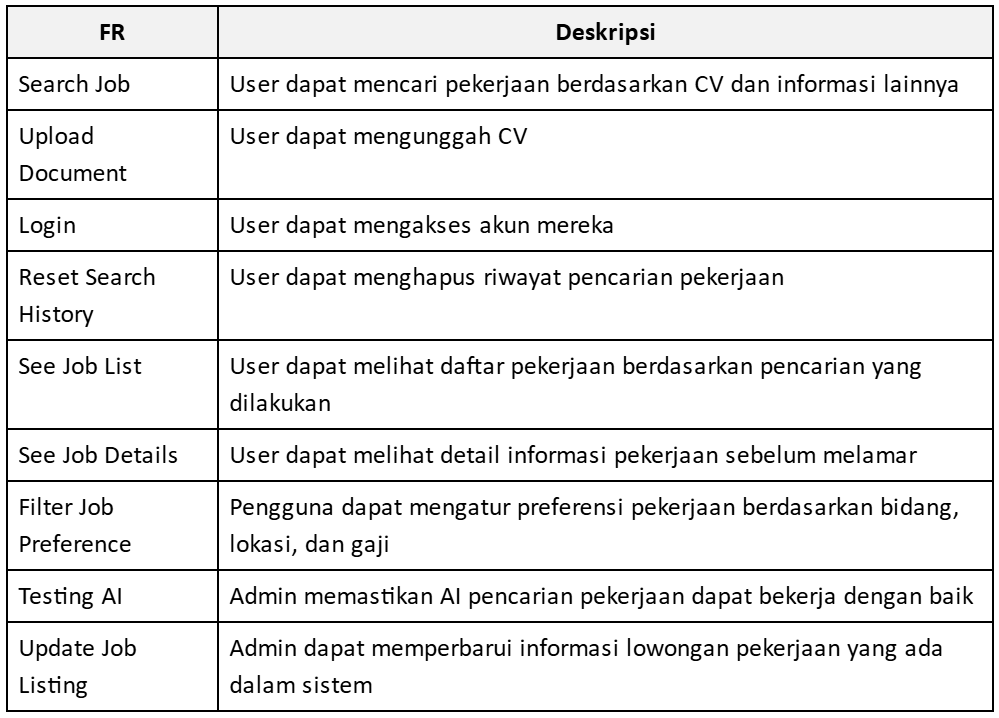 FR
Deskripsi
Search Job
User dapat mencari pekerjaan berdasarkan CV dan informasi lainnya
Upload
Document
User dapat mengunggah CV
Login
User dapat mengakses akun mereka
Reset Search
History
User dapat menghapus riwayat pencarian pekerjaan
See Job List
User dapat melihat daftar pekerjaan berdasarkan pencarian yang
dilakukan
See Job Details
User dapat melihat detail informasi pekerjaan sebelum melamar
Filter Job
Preference
Pengguna dapat mengatur preferensi pekerjaan berdasarkan bidang,
lokasi, dan gaji
Testing AI
Admin memastikan AI pencarian pekerjaan dapat bekerja dengan baik
Update Job
Listing
Admin dapat memperbarui informasi lowongan pekerjaan yang ada
dalam sistem